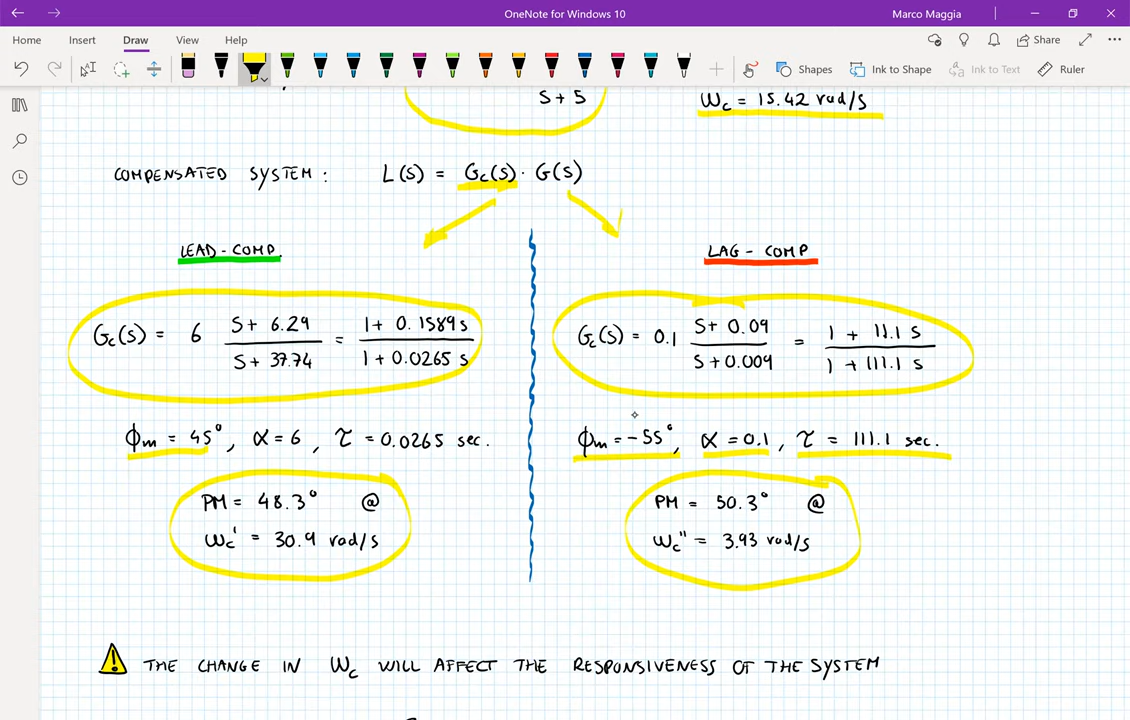 OneNote for Windows 10
Marco Maggia
Home Insert Draw View Help
Share
Shapes
Ink to Shape
Ink to Text
Ruler
S + 5
ωc = 15.42 rad/s
COMPENSATED SYSTEM: L(s) = Gc(s) · G(s)
LEAD - COMP.
Gc(s) = 6 (S + 6.29)/(S + 37.74) = (1 + 0.1589 s)/(1 + 0.0265 s)
ϕm = 45°, α = 6, τ = 0.0265 sec.
PM = 48.3° @
ωc' = 30.9 rad/s
LAG - COMP
Gc(s) = 0.1 (S + 0.09)/(S + 0.009) = (1 + 11.1 s)/(1 + 111.1 s)
ϕm = -55°, α = 0.1, τ = 111.1 sec.
PM = 50.3° @
ωc'' = 3.93 rad/s
THE CHANGE IN ωc WILL AFFECT THE RESPONSIVENESS OF THE SYSTEM